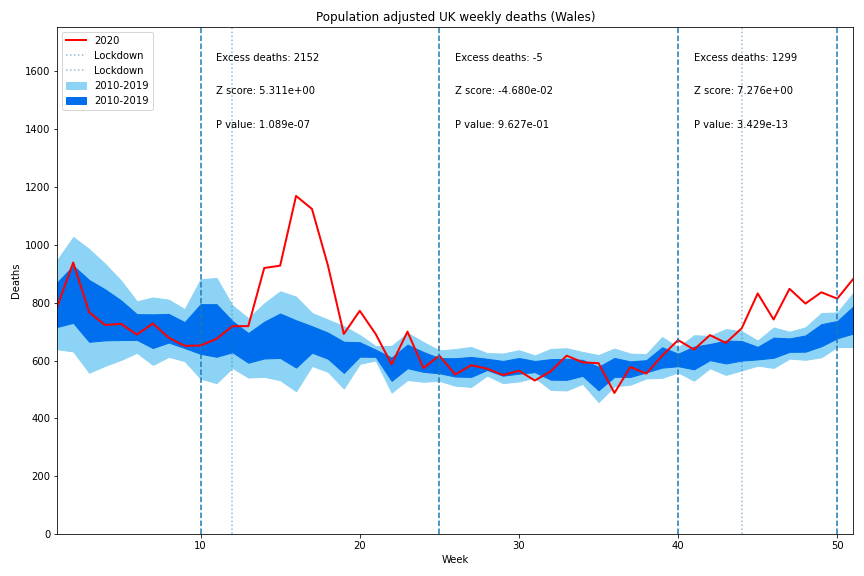 Population adjusted UK weekly deaths (Wales)
2020
Lockdown
Lockdown
2010-2019
2010-2019
Excess deaths: 2152
Z score: 5.311e+00
P value: 1.089e-07
Excess deaths: -5
Z score: -4.680e-02
P value: 9.627e-01
Excess deaths: 1299
Z score: 7.276e+00
P value: 3.429e-13
Deaths
1600
1400
1200
1000
800
600
400
200
0
10
20
30
40
50
Week